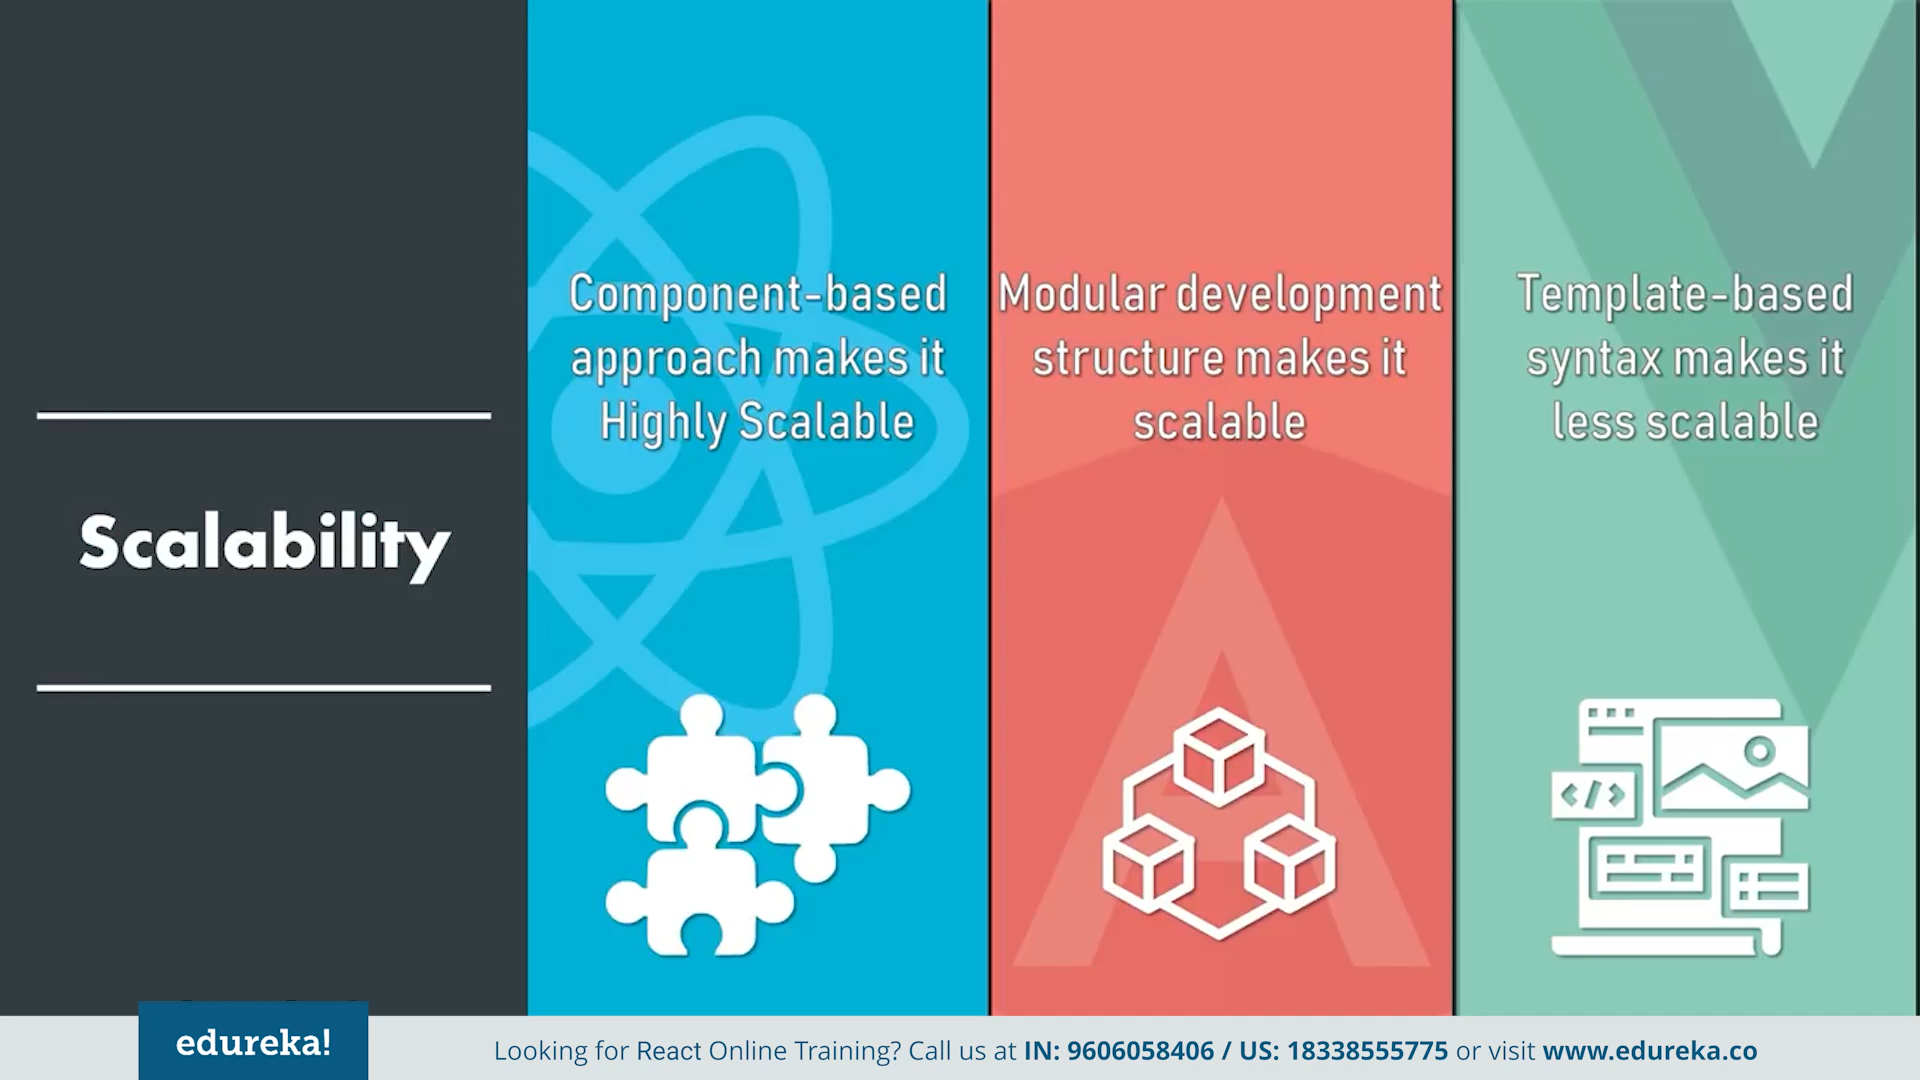 Scalability
Component-based
approach makes it
Highly Scalable
Modular development
structure makes it
scalable
Template-based
syntax makes it
less scalable
</>
edureka!
Looking for React Online Training? Call us at IN: 9606058406 / US: 18338555775 or visit www.edureka.co